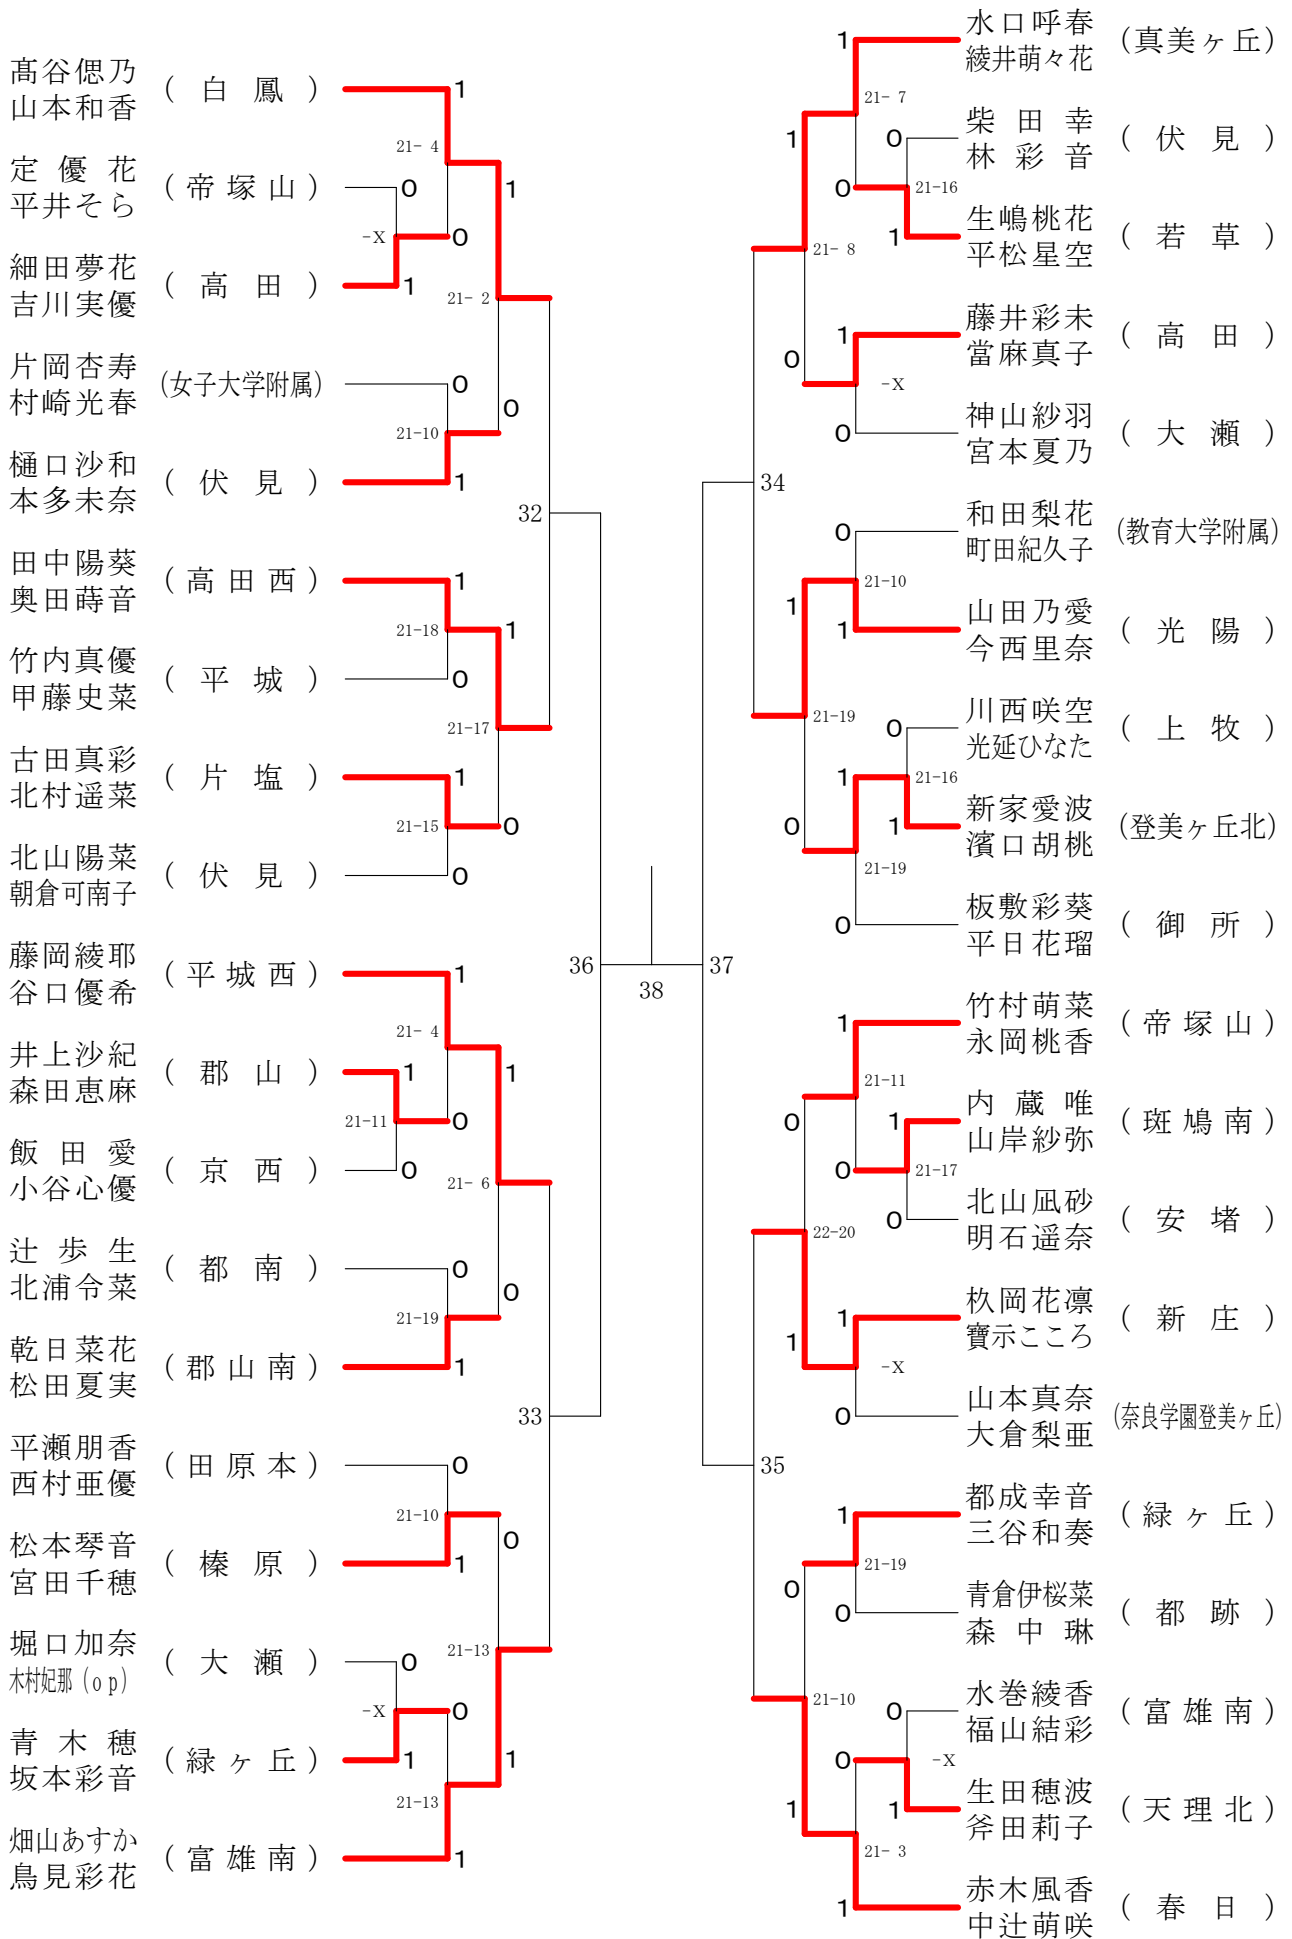 髙谷偲乃
山本和香
(白鳳)
1
21- 4
定優花
平井そら
(帝塚山)
0
1
-X
0
細田夢花
吉川実優
(高田)
1
21- 2
片岡杏寿
村崎光春
(女子大学附属)
0
0
21-10
樋口沙和
本多未奈
(伏見)
1
32
田中陽葵
奥田蒔音
(高田西)
1
21-18
1
竹内真優
甲藤史菜
(平城)
0
21-17
古田真彩
北村遥菜
(片塩)
1
21-15
0
北山陽菜
朝倉可南子
(伏見)
0
36
藤岡綾耶
谷口優希
(平城西)
1
21- 4
井上沙紀
森田恵麻
(郡山)
1
1
21-11
0
飯田愛
小谷心優
(京西)
0
21- 6
辻歩生
北浦令菜
(都南)
0
0
21-19
乾日菜花
松田夏実
(郡山南)
1
33
平瀬朋香
西村亜優
(田原本)
0
21-10
0
松本琴音
宮田千穂
(榛原)
1
21-13
堀口加奈
木村妃那(op)
(大瀬)
0
-X
0
青木穂
坂本彩音
(緑ヶ丘)
1
1
21-13
畑山あすか
鳥見彩花
(富雄南)
1
38
1
水口呼春
綾井萌々花
(真美ヶ丘)
21- 7
1
0
柴田幸
林彩音
(伏見)
0
21-16
1
生嶋桃花
平松星空
(若草)
21- 8
1
藤井彩未
當麻真子
(高田)
0
-X
0
神山紗羽
宮本夏乃
(大瀬)
34
0
和田梨花
町田紀久子
(教育大学附属)
21-10
1
1
山田乃愛
今西里奈
(光陽)
21-19
0
川西咲空
光延ひなた
(上牧)
1
21-16
0
1
新家愛波
濱口胡桃
(登美ヶ丘北)
21-19
0
板敷彩葵
平日花瑠
(御所)
37
1
竹村萌菜
永岡桃香
(帝塚山)
21-11
0
1
内蔵唯
山岸紗弥
(斑鳩南)
0
21-17
0
北山凪砂
明石遥奈
(安堵)
22-20
1
杦岡花凛
寶示こころ
(新庄)
1
-X
0
山本真奈
大倉梨亜
(奈良学園登美ヶ丘)
35
1
都成幸音
三谷和奏
(緑ヶ丘)
21-19
0
0
青倉伊桜菜
森中琳
(都跡)
21-10
0
水巻綾香
福山結彩
(富雄南)
0
-X
1
1
生田穂波
斧田莉子
(天理北)
21- 3
1
赤木風香
中辻萌咲
(春日)